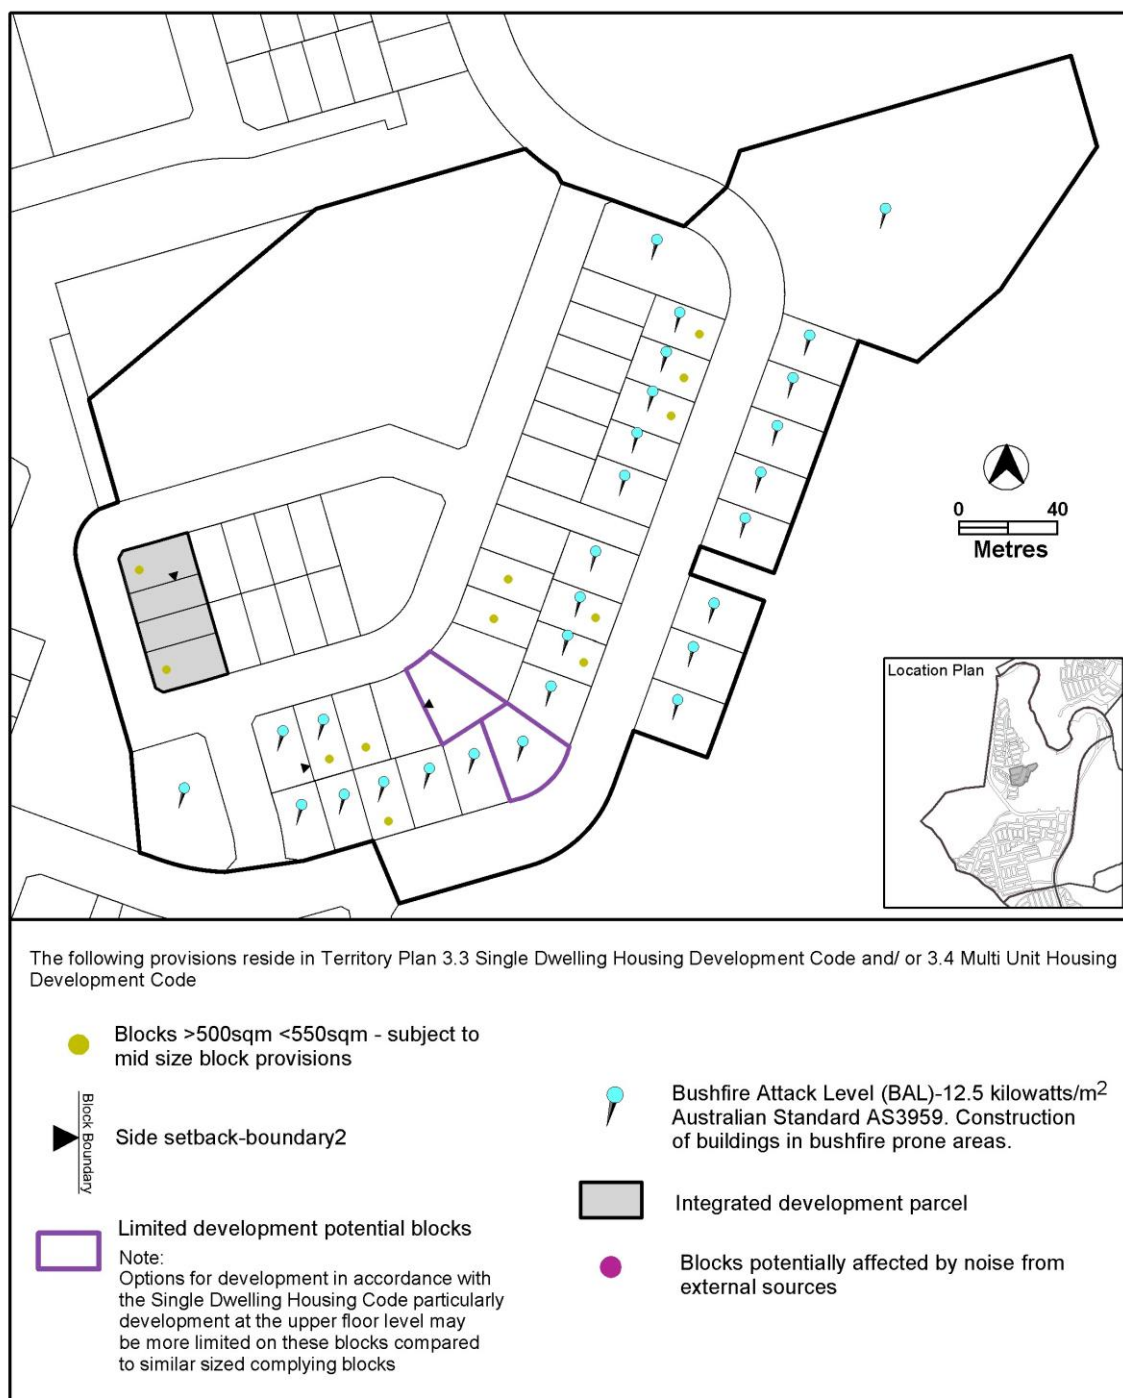 0 40
Metres
Location Plan
The following provisions reside in Territory Plan 3.3 Single Dwelling Housing Development Code and/ or 3.4 Multi Unit Housing
Development Code
Blocks >500sqm <550sqm - subject to
mid size block provisions
Block Boundary
Side setback-boundary2
Limited development potential blocks
Note:
Options for development in accordance with
the Single Dwelling Housing Code particularly
development at the upper floor level may
be more limited on these blocks compared
to similar sized complying blocks
Bushfire Attack Level (BAL)-12.5 kilowatts/m2
Australian Standard AS3959. Construction
of buildings in bushfire prone areas.
Integrated development parcel
Blocks potentially affected by noise from
external sources